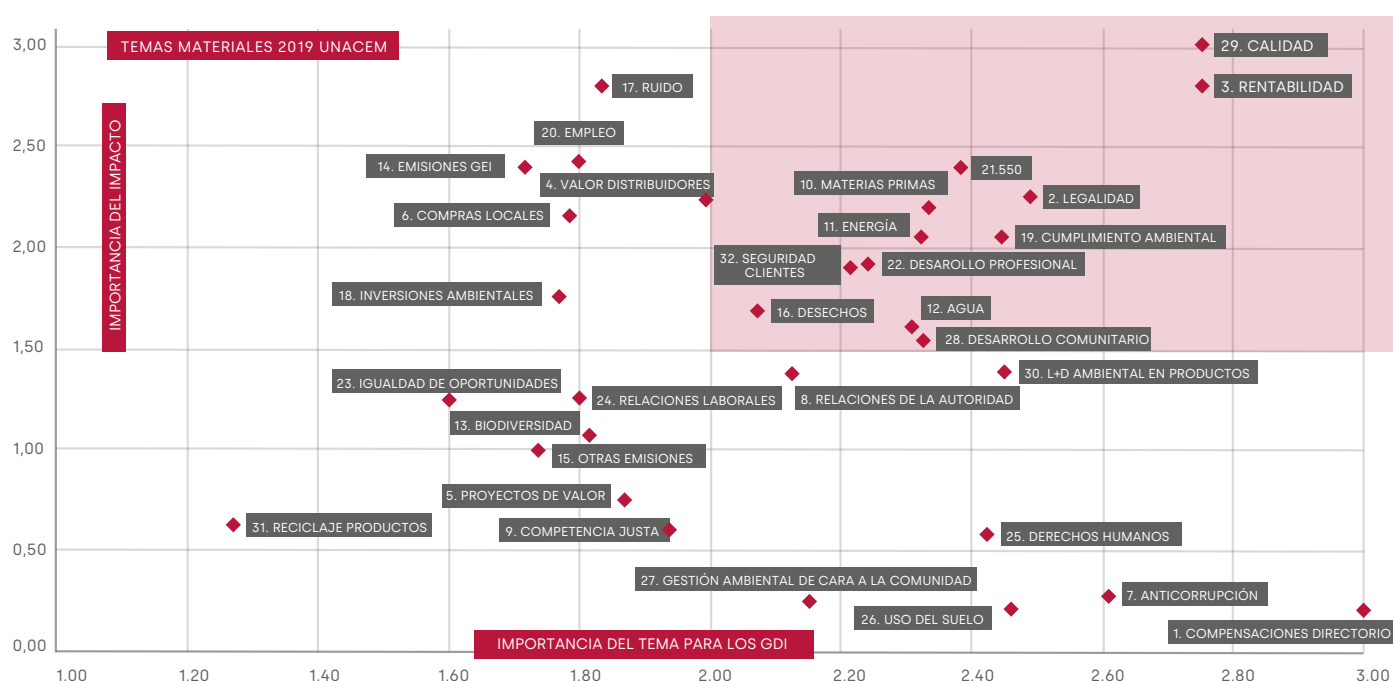 TEMAS MATERIALES 2019 UNACEM
IMPORTANCIA DEL IMPACTO
3,00
2,50
2,00
1,50
1,00
0,50
0,00
29. CALIDAD
3. RENTABILIDAD
17. RUIDO
20. EMPLEO
14. EMISIONES GEI
21.550
4. VALOR DISTRIBUIDORES
10. MATERIAS PRIMAS
2. LEGALIDAD
6. COMPRAS LOCALES
11. ENERGÍA
19. CUMPLIMIENTO AMBIENTAL
32. SEGURIDAD
CLIENTES
22. DESAROLLO PROFESIONAL
18. INVERSIONES AMBIENTALES
16. DESECHOS
12. AGUA
28. DESARROLLO COMUNITARIO
30. L+D AMBIENTAL EN PRODUCTOS
23. IGUALDAD DE OPORTUNIDADES
24. RELACIONES LABORALES
8. RELACIONES DE LA AUTORIDAD
13. BIODIVERSIDAD
15. OTRAS EMISIONES
5. PROYECTOS DE VALOR
31. RECICLAJE PRODUCTOS
9. COMPETENCIA JUSTA
25. DERECHOS HUMANOS
27. GESTIÓN AMBIENTAL DE CARA A LA COMUNIDAD
7. ANTICORRUPCIÓN
26. USO DEL SUELO
1. COMPENSACIONES DIRECTORIO
IMPORTANCIA DEL TEMA PARA LOS GDI
1.00
1.20
1.40
1.60
1.80
2.00
2.20
2.40
2.60
2.80
3.00